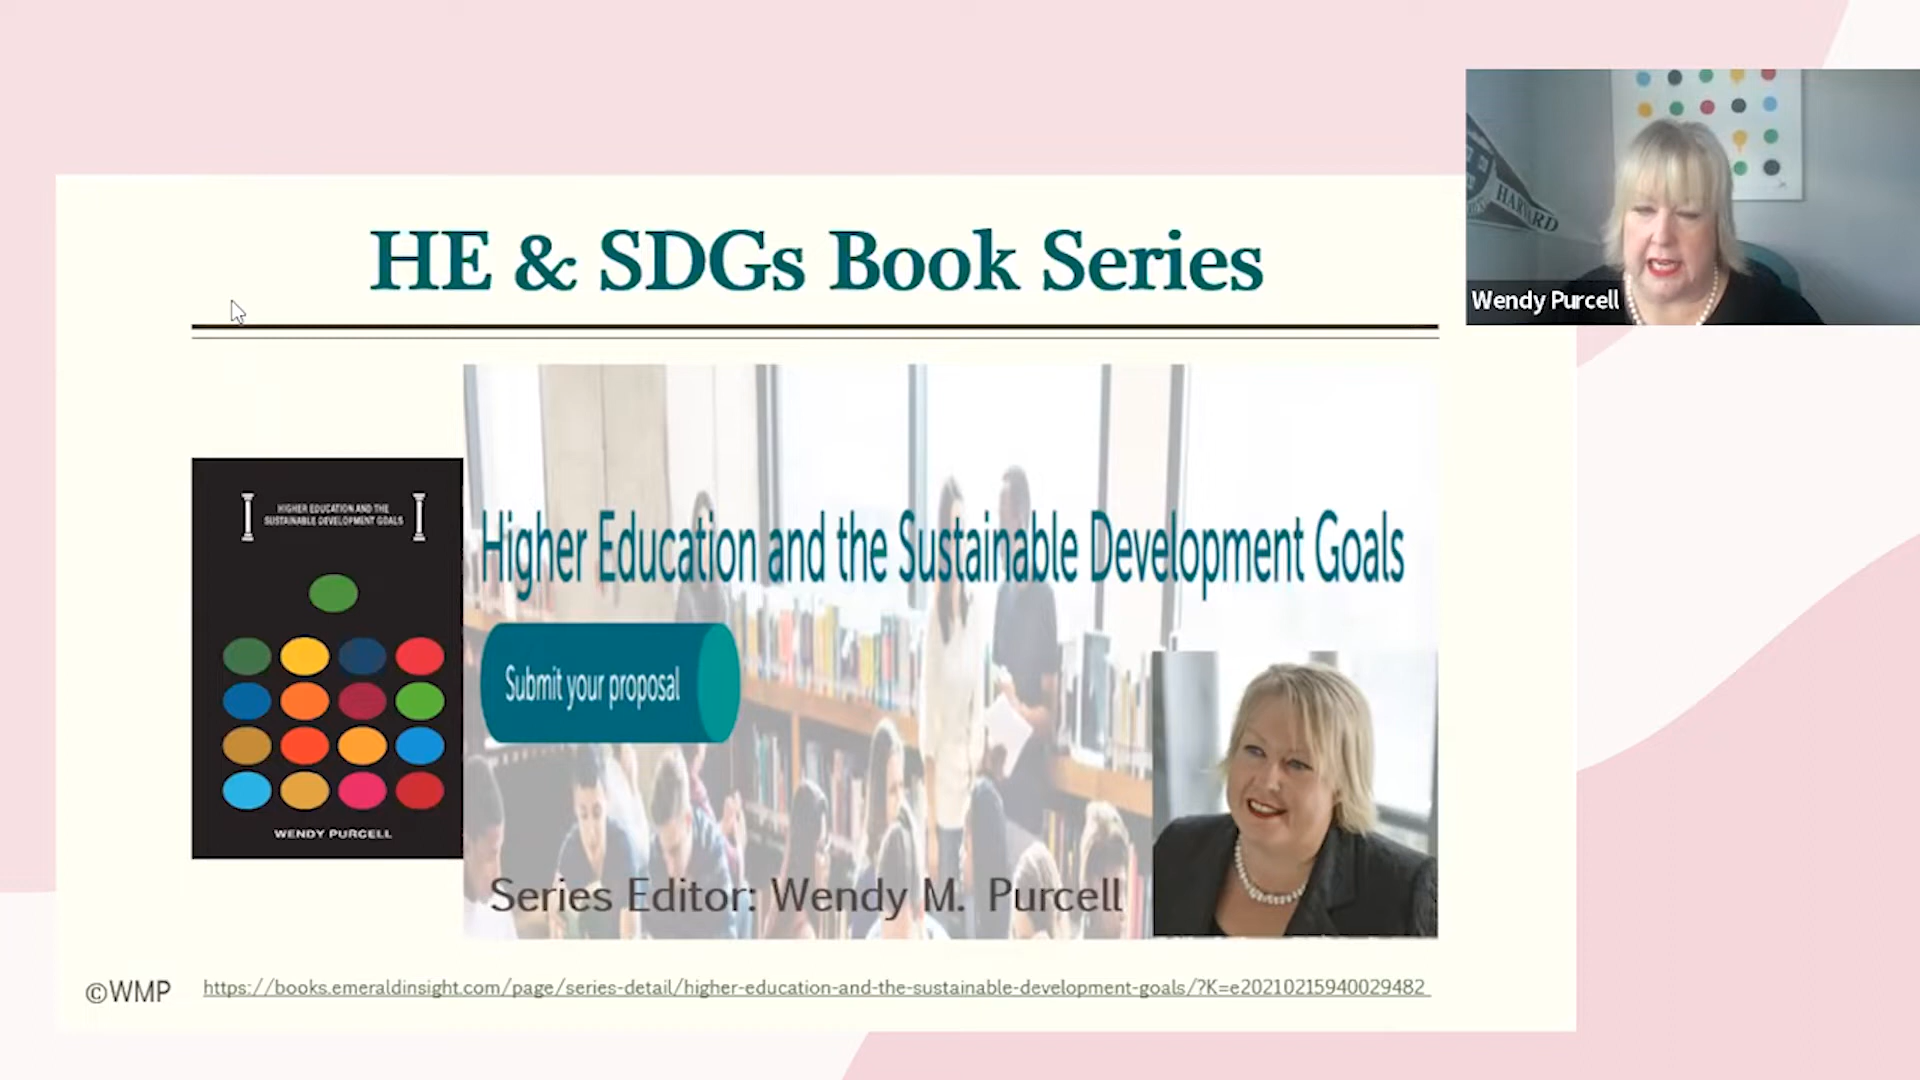 HARVARD
Wendy Purcell
HE & SDGs Book Series
HIGHER EDUCATION AND THE
SUSTAINABLE DEVELOPMENT GOALS
WENDY PURCELL
Higher Education and the Sustainable Development Goals
Submit your proposal
Series Editor: Wendy M. Purcell
©WMP
https://books.emeraldinsight.com/page/series-detail/higher-education-and-the-sustainable-development-goals/?K=e20210215940029482